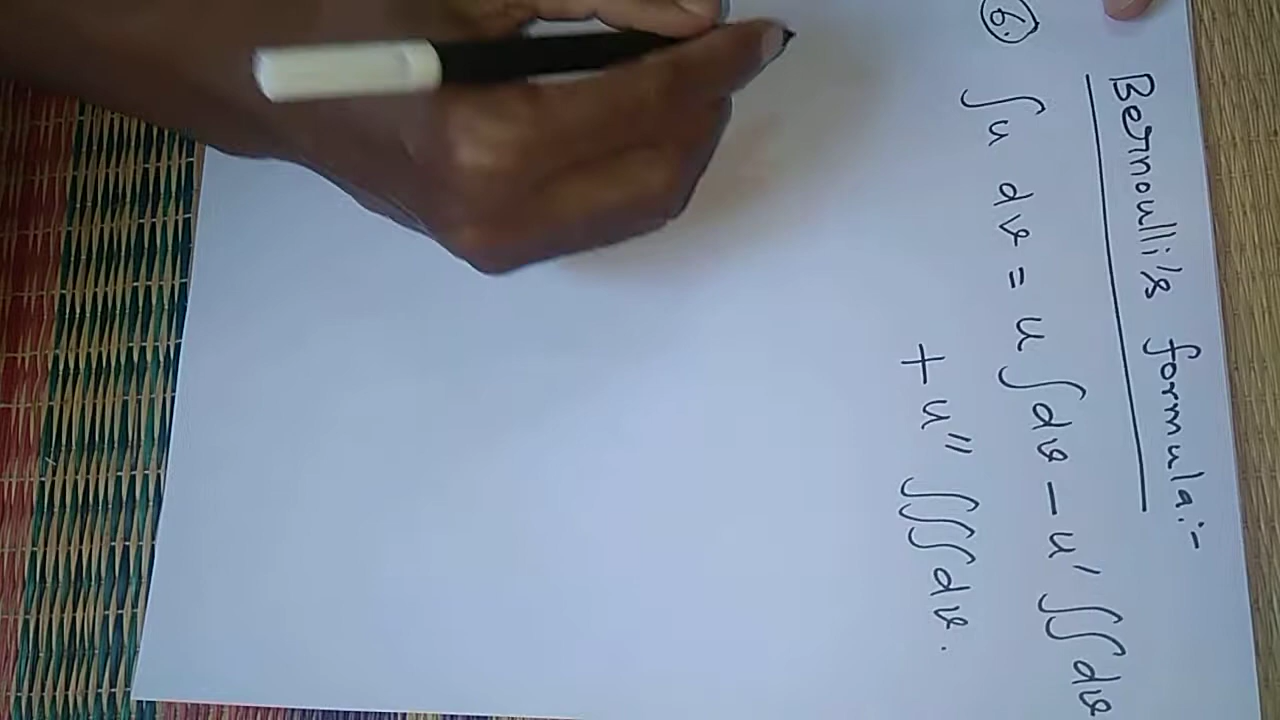 Bernoulli's formula:-
⑥. ∫u dv = u ∫dv - u' ∫∫dv
+ u'' ∫∫∫dv.